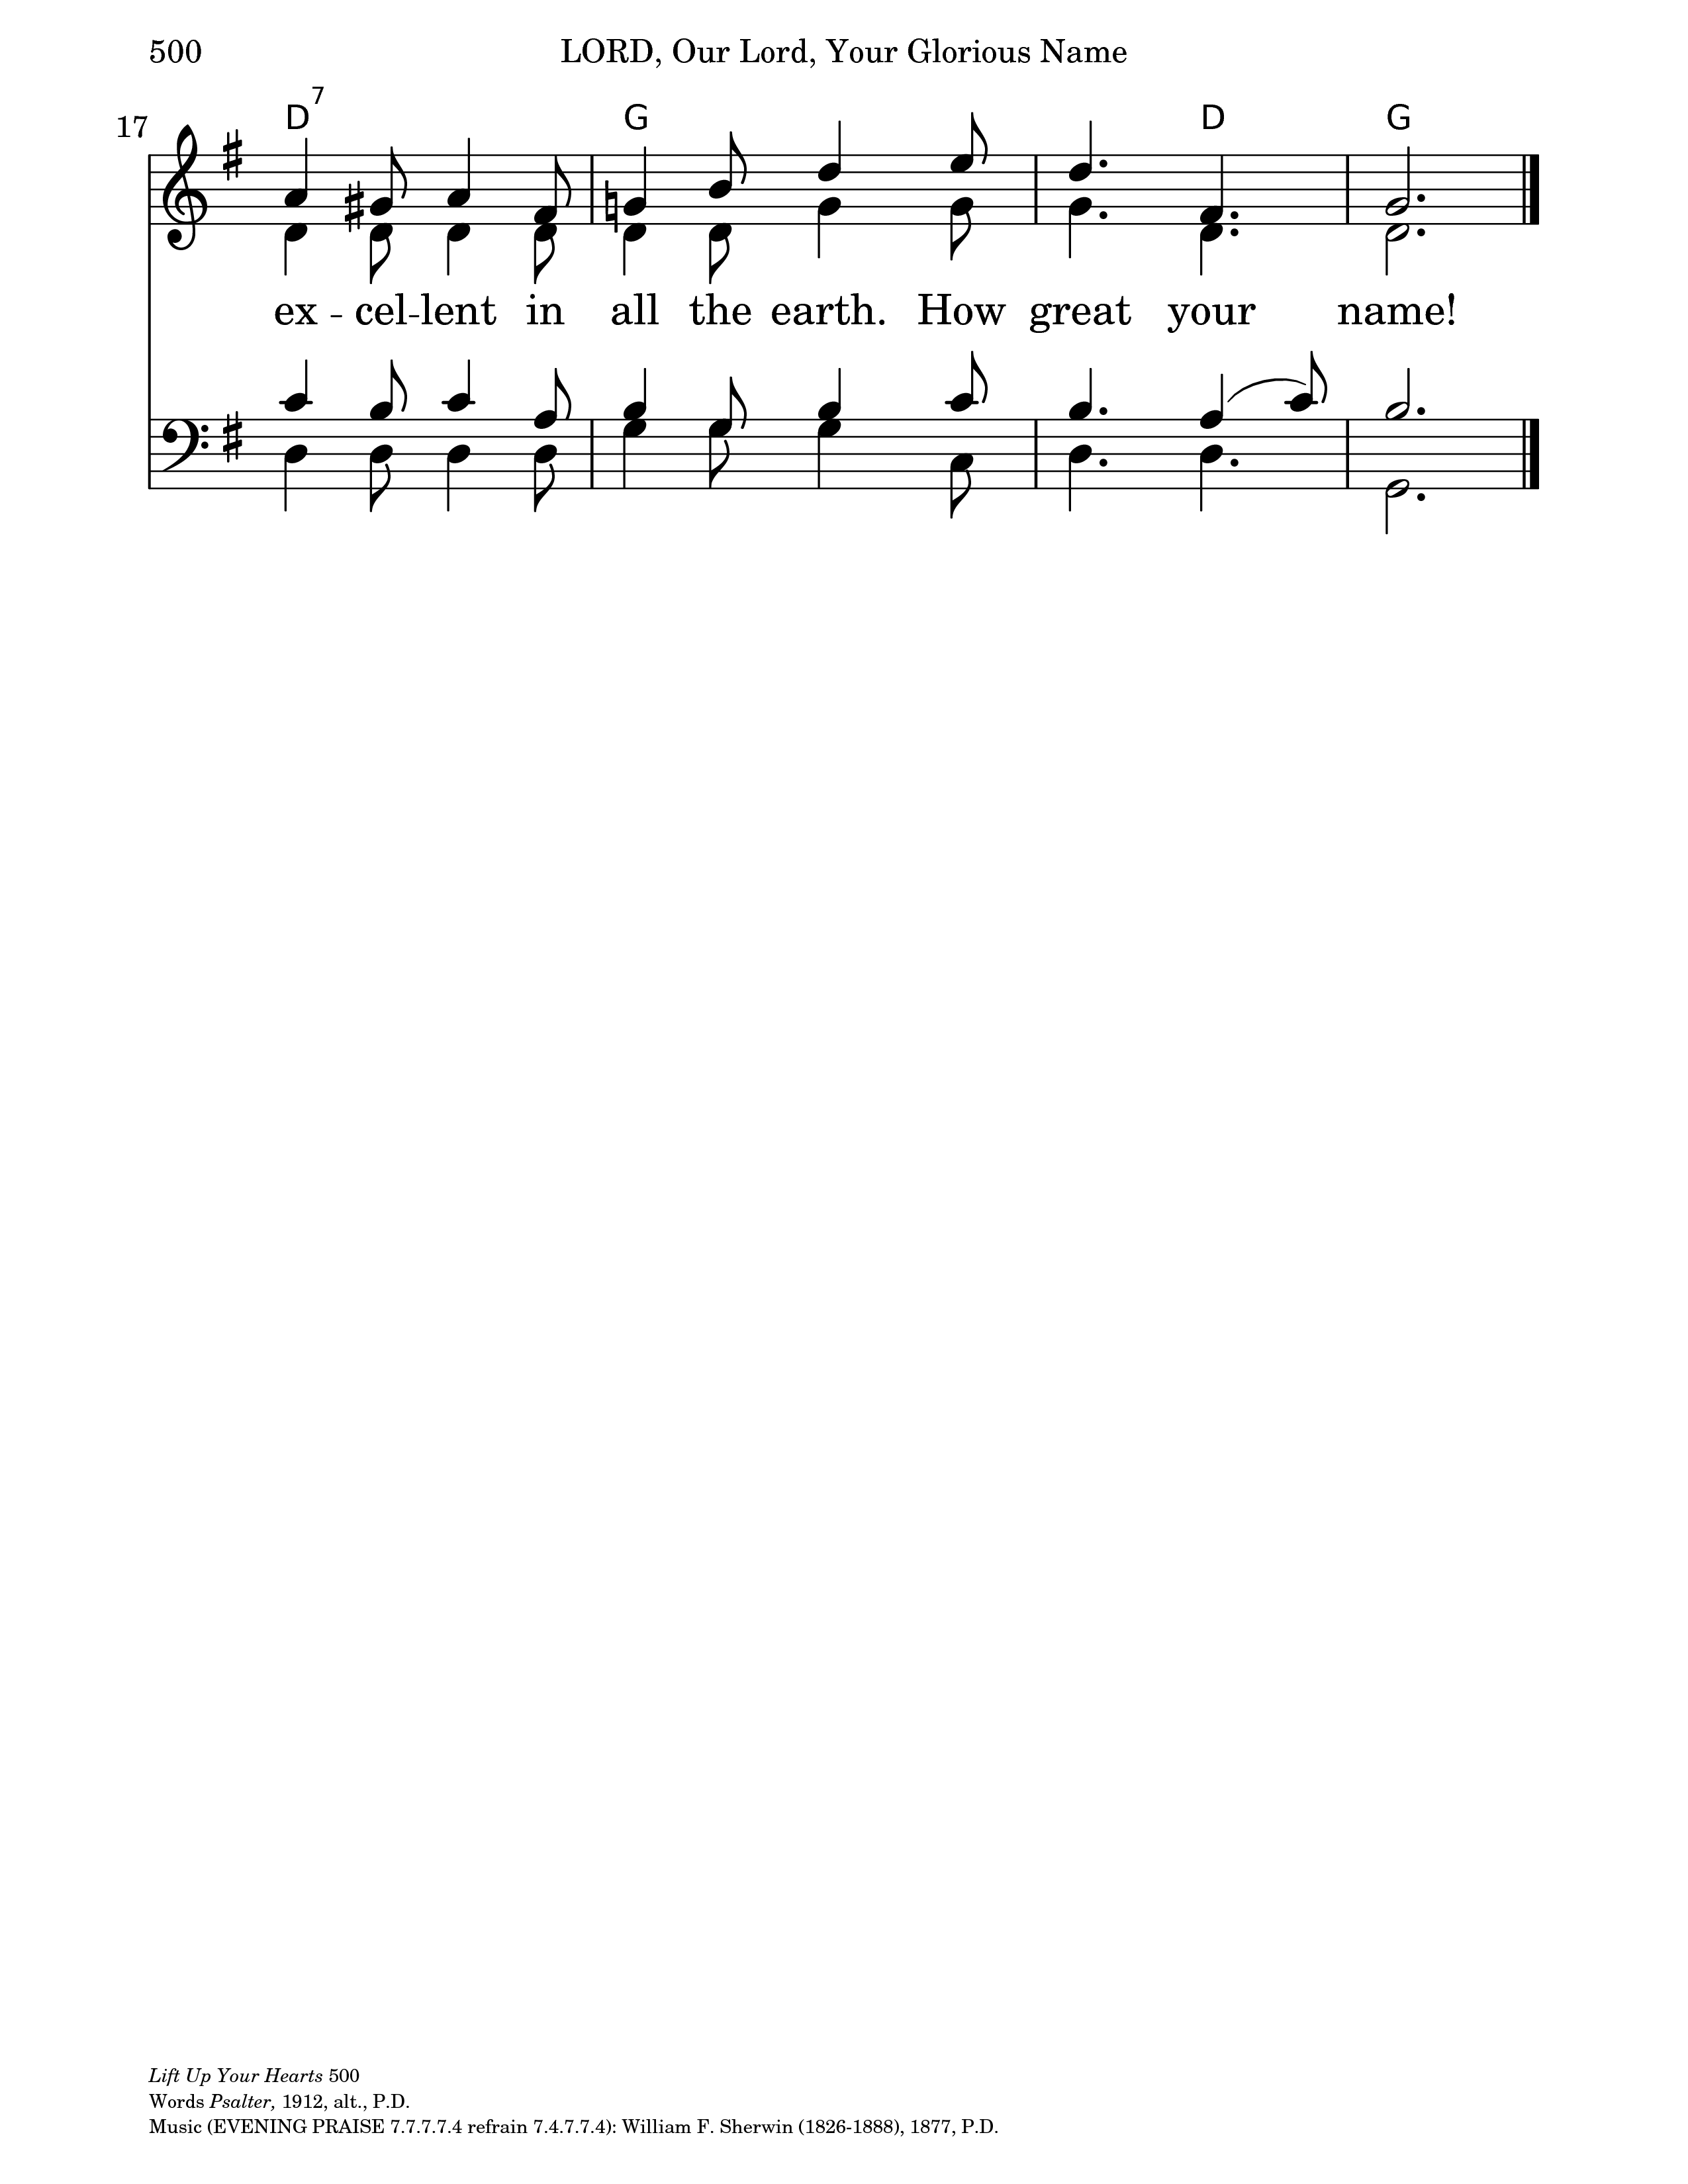 500 LORD, Our Lord, Your Glorious Name
D7 G D G
17
ex -- cel -- lent in all the earth. How great your name!
Lift Up Your Hearts 500
Words Psalter, 1912, alt., P.D.
Music (EVENING PRAISE 7.7.7.7.4 refrain 7.4.7.7.4): William F. Sherwin (1826-1888), 1877, P.D.